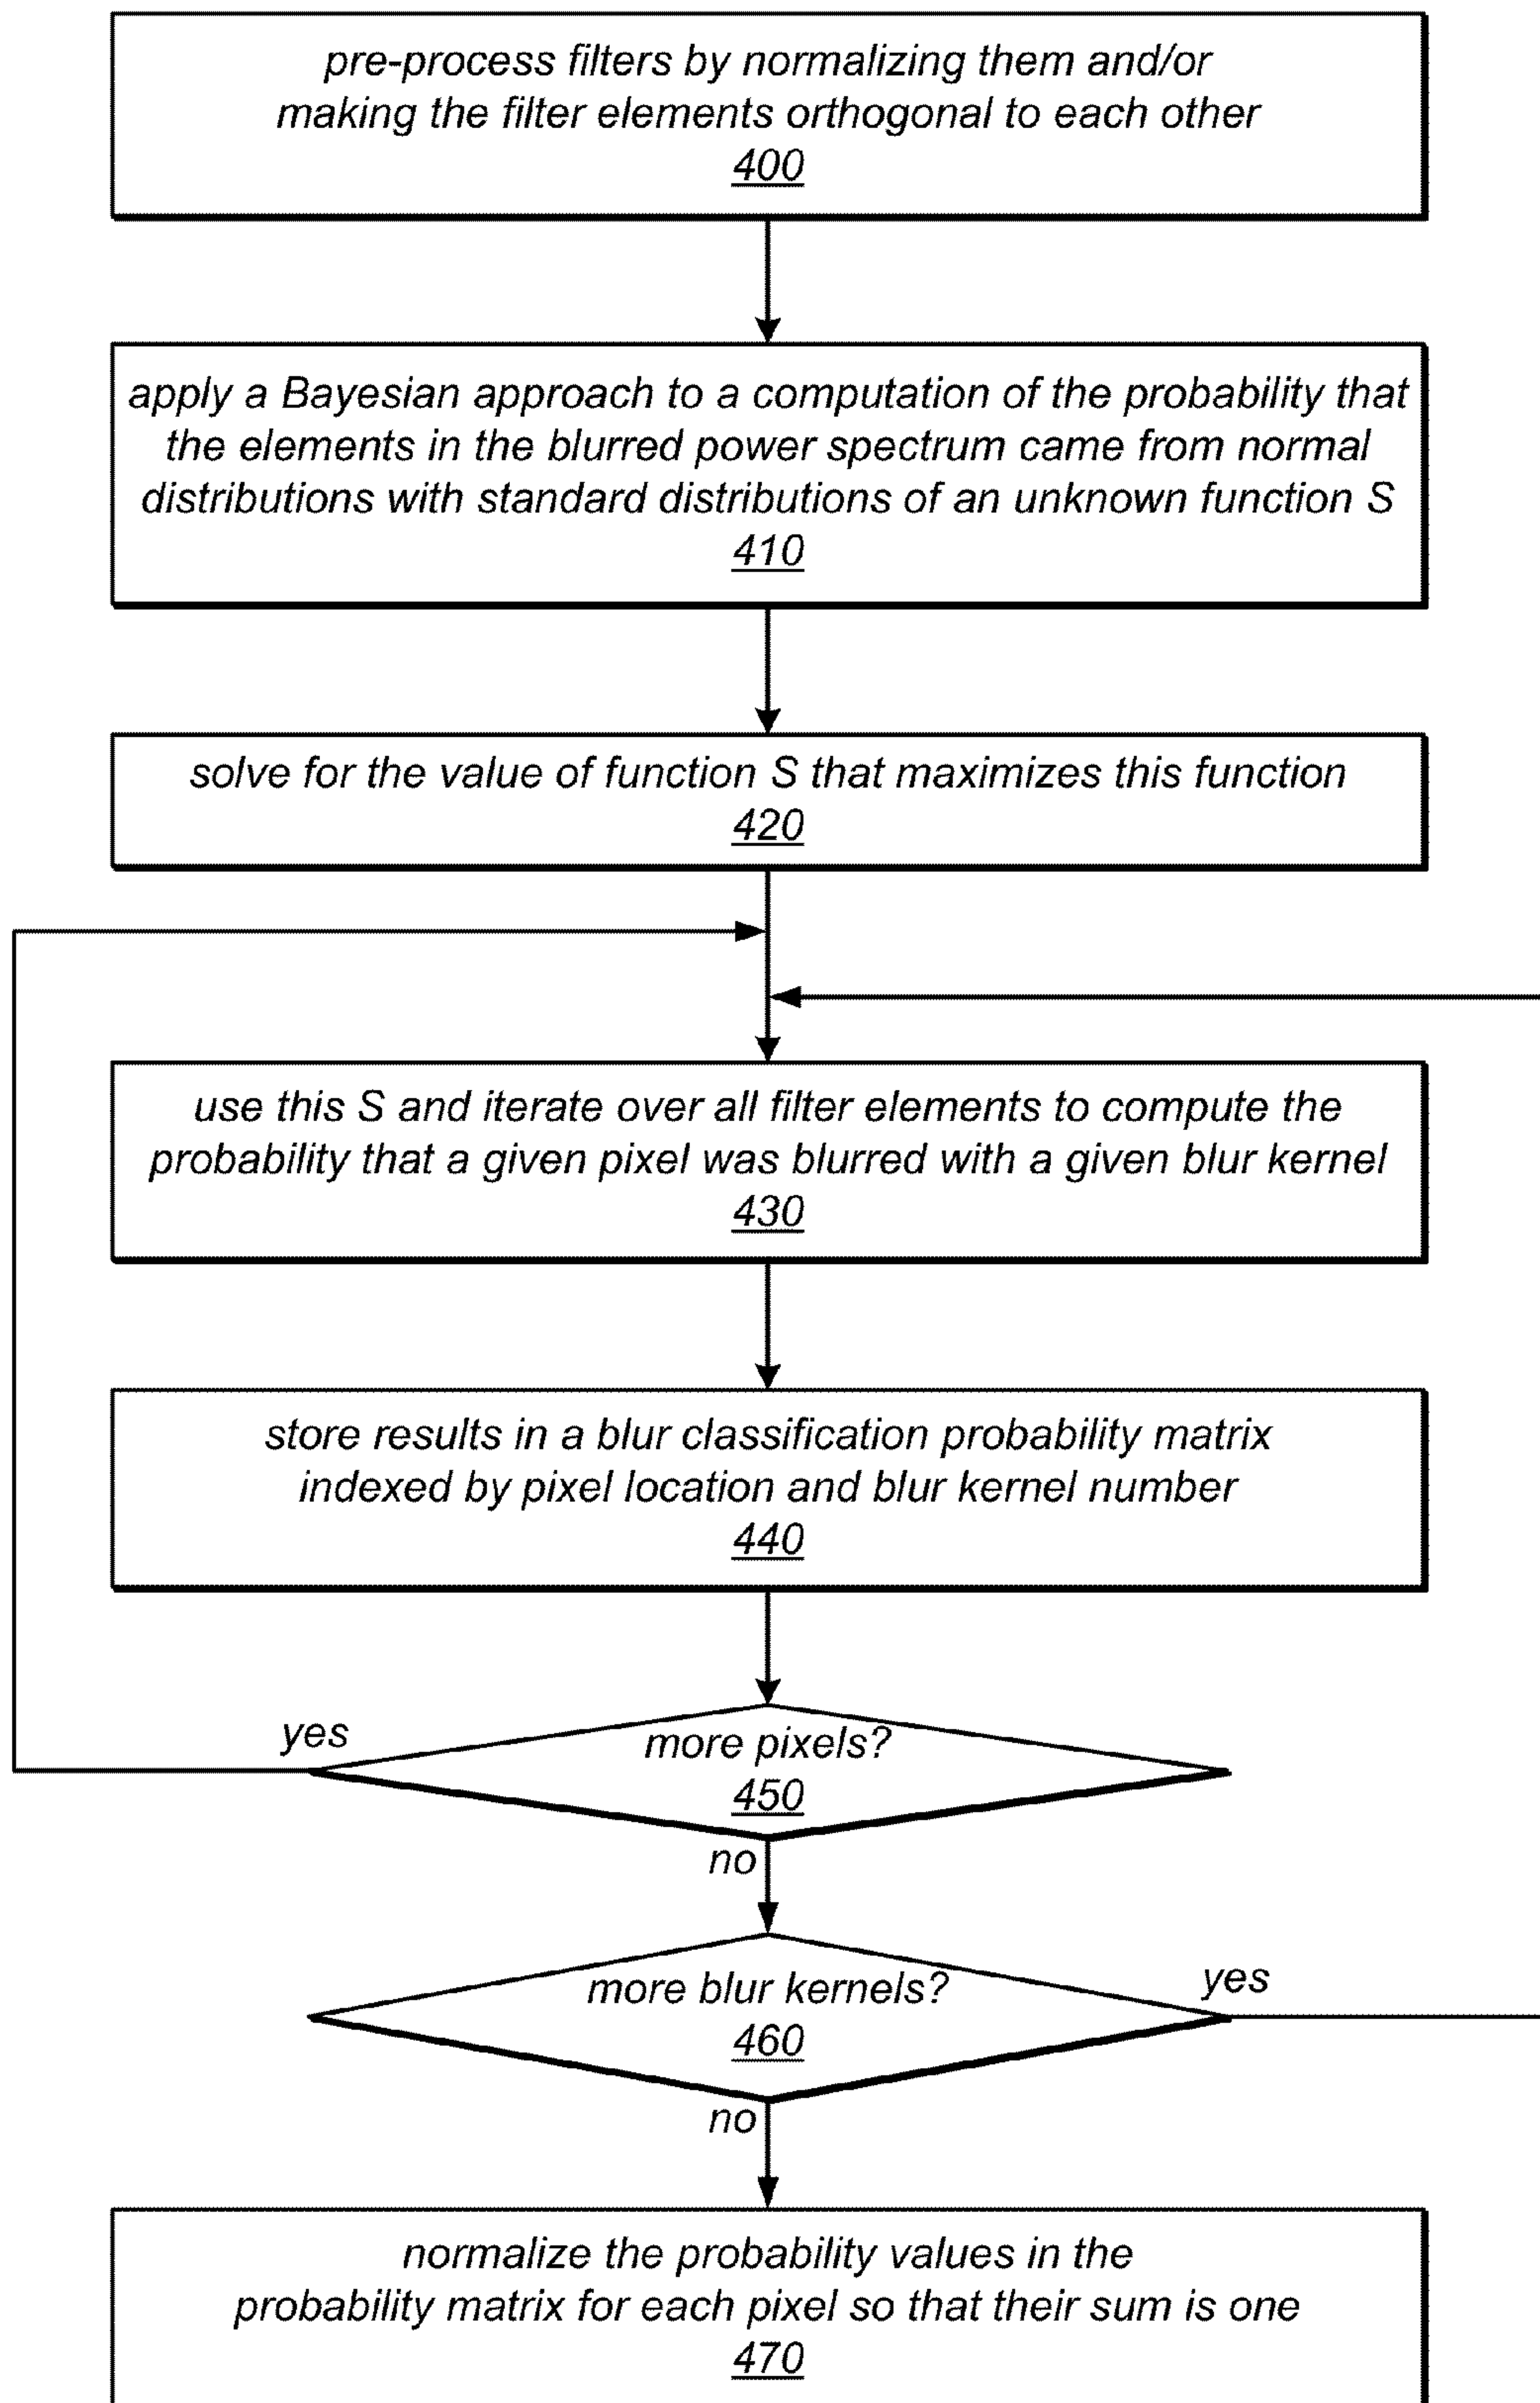 pre-process filters by normalizing them and/or
making the filter elements orthogonal to each other
400
apply a Bayesian approach to a computation of the probability that
the elements in the blurred power spectrum came from normal
distributions with standard distributions of an unknown function S
410
solve for the value of function S that maximizes this function
420
use this S and iterate over all filter elements to compute the
probability that a given pixel was blurred with a given blur kernel
430
store results in a blur classification probability matrix
indexed by pixel location and blur kernel number
440
yes
more pixels?
450
no
more blur kernels?
yes
460
no
normalize the probability values in the
probability matrix for each pixel so that their sum is one
470